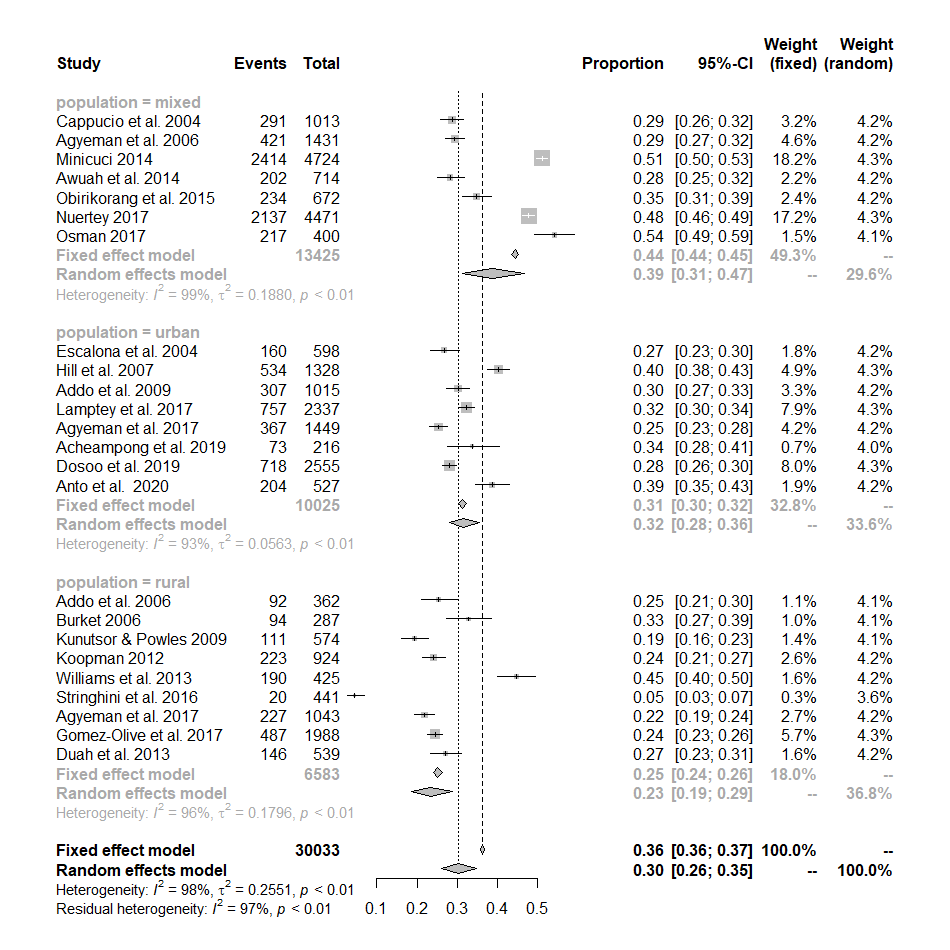 Weight Weight
Study Events Total Proportion 95%-CI (fixed) (random)
population = mixed
Cappucio et al. 2004 291 1013 0.29 [0.26; 0.32] 3.2% 4.2%
Agyeman et al. 2006 421 1431 0.29 [0.27; 0.32] 4.6% 4.2%
Minicuci 2014 2414 4724 0.51 [0.50; 0.53] 18.2% 4.3%
Awuah et al. 2014 202 714 0.28 [0.25; 0.32] 2.2% 4.2%
Obirikorang et al. 2015 234 672 0.35 [0.31; 0.39] 2.4% 4.2%
Nuertey 2017 2137 4471 0.48 [0.46; 0.49] 17.2% 4.3%
Osman 2017 217 400 0.54 [0.49; 0.59] 1.5% 4.1%
Fixed effect model 13425 0.44 [0.44; 0.45] 49.3% --
Random effects model 0.39 [0.31; 0.47] -- 29.6%
Heterogeneity: I² = 99%, τ² = 0.1880, p < 0.01
population = urban
Escalona et al. 2004 160 598 0.27 [0.23; 0.30] 1.8% 4.2%
Hill et al. 2007 534 1328 0.40 [0.38; 0.43] 4.9% 4.3%
Addo et al. 2009 307 1015 0.30 [0.27; 0.33] 3.3% 4.2%
Lamptey et al. 2017 757 2337 0.32 [0.30; 0.34] 7.9% 4.3%
Agyeman et al. 2017 367 1449 0.25 [0.23; 0.28] 4.2% 4.2%
Acheampong et al. 2019 73 216 0.34 [0.28; 0.41] 0.7% 4.0%
Dosoo et al. 2019 718 2555 0.28 [0.26; 0.30] 8.0% 4.3%
Anto et al. 2020 204 527 0.39 [0.35; 0.43] 1.9% 4.2%
Fixed effect model 10025 0.31 [0.30; 0.32] 32.8% --
Random effects model 0.32 [0.28; 0.36] -- 33.6%
Heterogeneity: I² = 93%, τ² = 0.0563, p < 0.01
population = rural
Addo et al. 2006 92 362 0.25 [0.21; 0.30] 1.1% 4.1%
Burket 2006 94 287 0.33 [0.27; 0.39] 1.0% 4.1%
Kunutsor & Powles 2009 111 574 0.19 [0.16; 0.23] 1.4% 4.1%
Koopman 2012 223 924 0.24 [0.21; 0.27] 2.6% 4.2%
Williams et al. 2013 190 425 0.45 [0.40; 0.50] 1.6% 4.2%
Stringhini et al. 2016 20 441 0.05 [0.03; 0.07] 0.3% 3.6%
Agyeman et al. 2017 227 1043 0.22 [0.19; 0.24] 2.7% 4.2%
Gomez-Olive et al. 2017 487 1988 0.24 [0.23; 0.26] 5.7% 4.3%
Duah et al. 2013 146 539 0.27 [0.23; 0.31] 1.6% 4.2%
Fixed effect model 6583 0.25 [0.24; 0.26] 18.0% --
Random effects model 0.23 [0.19; 0.29] -- 36.8%
Heterogeneity: I² = 96%, τ² = 0.1796, p < 0.01
Fixed effect model 30033 0.36 [0.36; 0.37] 100.0% --
Random effects model 0.30 [0.26; 0.35] -- 100.0%
Heterogeneity: I² = 98%, τ² = 0.2551, p < 0.01
Residual heterogeneity: I² = 97%, p < 0.01 0.1 0.2 0.3 0.4 0.5